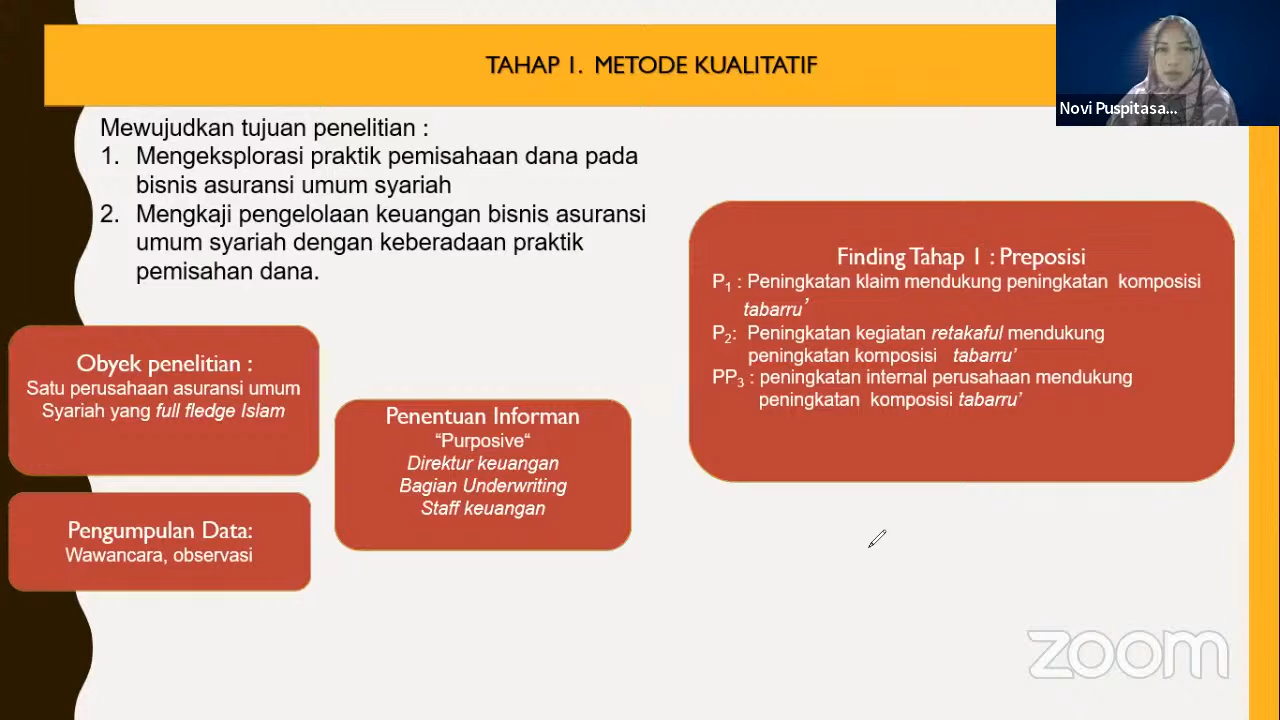 TAHAP 1. METODE KUALITATIF
Novi Puspitasa...
Mewujudkan tujuan penelitian :
1. Mengeksplorasi praktik pemisahaan dana pada
bisnis asuransi umum syariah
2. Mengkaji pengelolaan keuangan bisnis asuransi
umum syariah dengan keberadaan praktik
pemisahan dana.
Obyek penelitian :
Satu perusahaan asuransi umum
Syariah yang full fledge Islam
Pengumpulan Data:
Wawancara, observasi
Penentuan Informan
“Purposive“
Direktur keuangan
Bagian Underwriting
Staff keuangan
Finding Tahap 1 : Preposisi
P1 : Peningkatan klaim mendukung peningkatan komposisi
tabarru’
P2: Peningkatan kegiatan retakaful mendukung
peningkatan komposisi tabarru’
PP3 : peningkatan internal perusahaan mendukung
peningkatan komposisi tabarru’
zoom